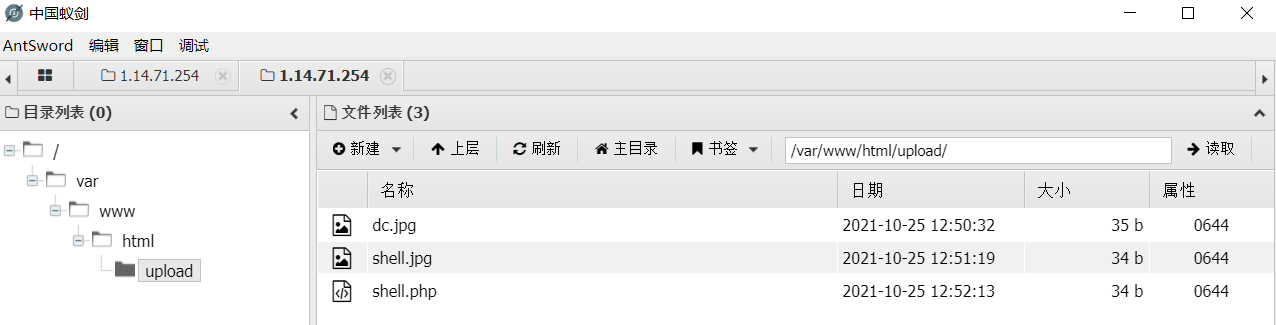 中国蚁剑
AntSword 编辑 窗口 调试
1.14.71.254 1.14.71.254
目录列表 (0)
/
var
www
html
upload
文件列表 (3)
新建 上层 刷新 主目录 书签 /var/www/html/upload/ 读取
名称 日期 大小 属性
dc.jpg 2021-10-25 12:50:32 35 b 0644
shell.jpg 2021-10-25 12:51:19 34 b 0644
shell.php 2021-10-25 12:52:13 34 b 0644